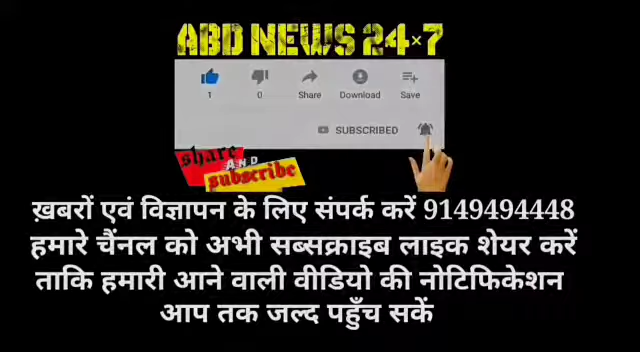 ABD NEWS 24×7
1 0 Share Download Save
SUBSCRIBED
share
AND
subscribe
ख़बरों एवं विज्ञापन के लिए संपर्क करें 9149494448
हमारे चैंनल को अभी सब्सक्राइब लाइक शेयर करें
ताकि हमारी आने वाली वीडियो की नोटिफिकेशन
आप तक जल्द पहुँच सकें